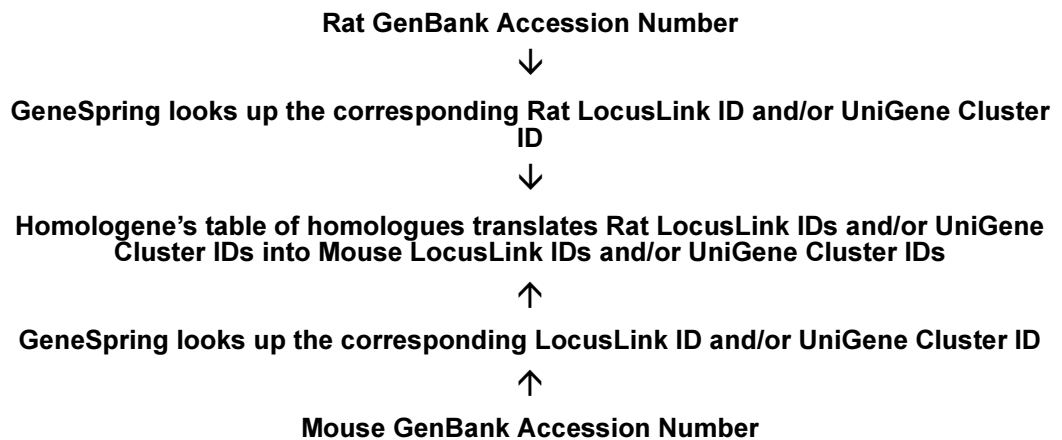 Rat GenBank Accession Number
↓
GeneSpring looks up the corresponding Rat LocusLink ID and/or UniGene Cluster
ID
↓
Homologene’s table of homologues translates Rat LocusLink IDs and/or UniGene
Cluster IDs into Mouse LocusLink IDs and/or UniGene Cluster IDs
↑
GeneSpring looks up the corresponding LocusLink ID and/or UniGene Cluster ID
↑
Mouse GenBank Accession Number